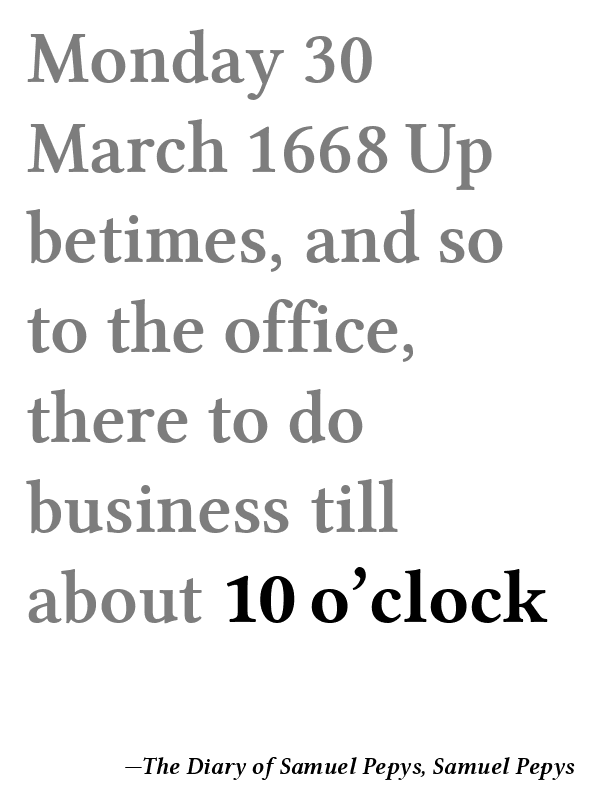 Monday 30
March 1668 Up
betimes, and so
to the office,
there to do
business till
about 10 o’clock
—The Diary of Samuel Pepys, Samuel Pepys